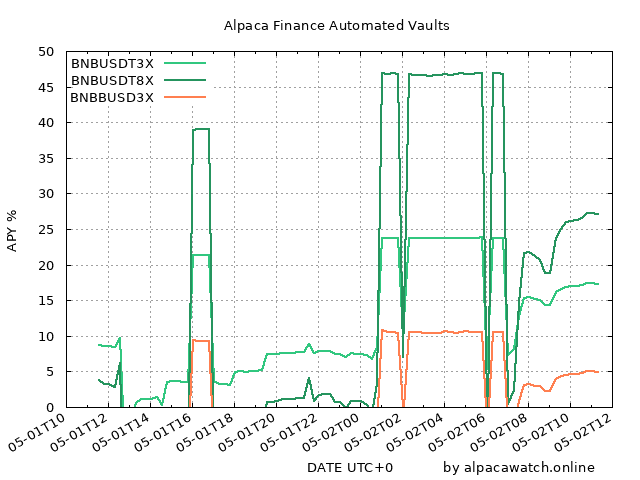 Alpaca Finance Automated Vaults
BNBUSDT3X
BNBUSDT8X
BNBBUSD3X
APY %
50
45
40
35
30
25
20
15
10
5
0
05-01T10
05-01T12
05-01T14
05-01T16
05-01T18
05-01T20
05-01T22
05-02T00
05-02T02
05-02T04
05-02T06
05-02T08
05-02T10
05-02T12
DATE UTC+0
by alpacawatch.online